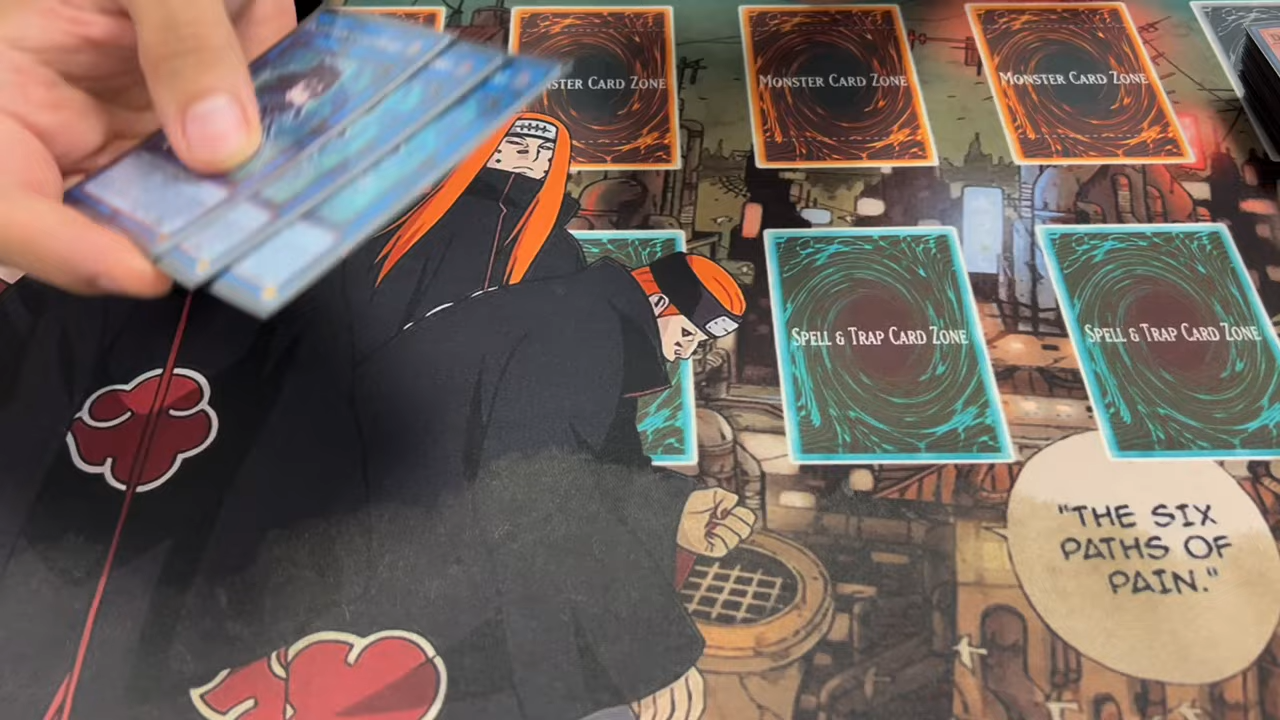 NSTER CARD ZONE
MONSTER CARD ZONE
MONSTER CARD ZONE
SPELL & TRAP CARD ZONE
SPELL & TRAP CARD ZONE
"THE SIX
PATHS OF
PAIN."